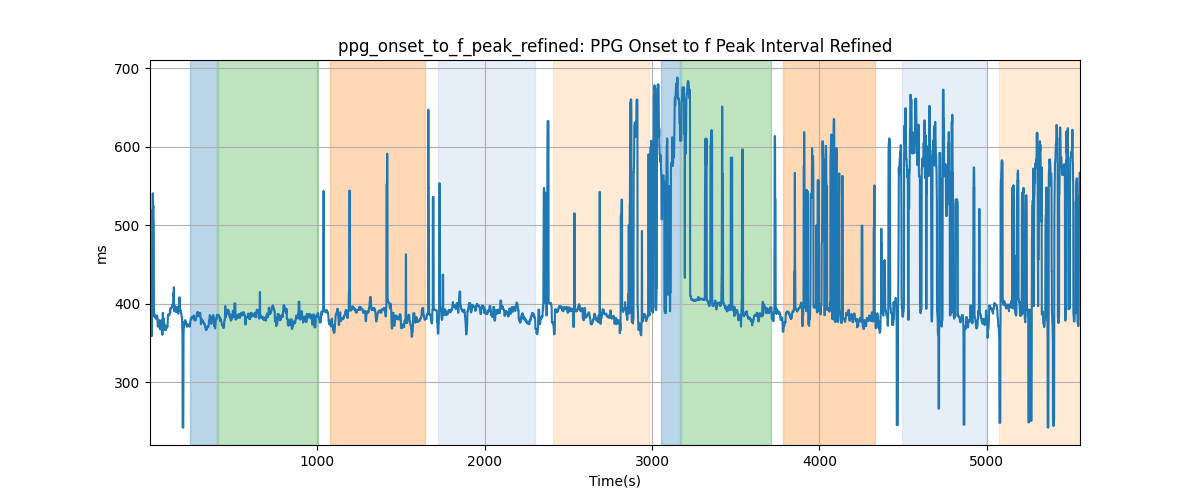 ppg_onset_to_f_peak_refined: PPG Onset to f Peak Interval Refined
700
600
500
400
300
ms
1000 2000 3000 4000 5000
Time(s)